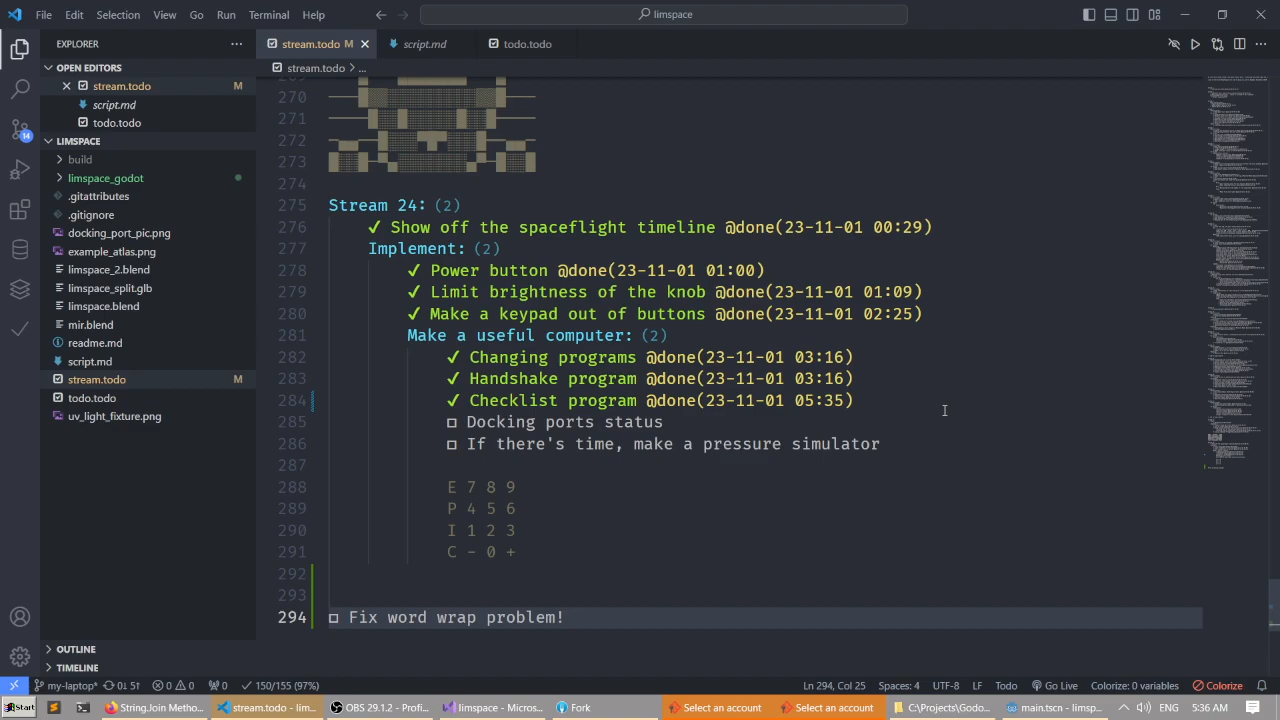 File Edit Selection View Go Run Terminal Help
limspace
EXPLORER
OPEN EDITORS
stream.todo M
script.md
todo.todo
LIMSPACE
build
limspace_godot
.gitattributes
.gitignore
docking_port_pic.png
example_atlas.png
limspace_2.blend
limspace_split.glb
limspace.blend
mir.blend
readme.md
script.md
stream.todo M
todo.todo
uv_light_fixture.png
OUTLINE
TIMELINE
14
stream.todo M script.md todo.todo
stream.todo > ...
270
271
272
273
274
275 Stream 24: (2)
276 ✔ Show off the spaceflight timeline @done(23-11-01 00:29)
277 Implement: (2)
278 ✔ Power button @done(23-11-01 01:00)
279 ✔ Limit brightness of the knob @done(23-11-01 01:09)
280 ✔ Make a keypad out of buttons @done(23-11-01 02:25)
281 Make a useful computer: (2)
282 ✔ Changing programs @done(23-11-01 03:16)
283 ✔ Handshake program @done(23-11-01 03:16)
284 ✔ Checklist program @done(23-11-01 05:35)
285 ☐ Docking ports status
286 ☐ If there's time, make a pressure simulator
287
288 E 7 8 9
289 P 4 5 6
290 I 1 2 3
291 C - 0 +
292
293
294 ☐ Fix word wrap problem!
my-laptop* 0↓ 5↑ 0 0 0 150/155 (97%) Ln 294, Col 25 Spaces: 4 UTF-8 LF Todo Go Live Colorize: 0 variables Colorize
Start String.Join Metho... stream.todo - lim... OBS 29.1.2 - Profi... limspace - Micros... Fork Select an account Select an account C:\Projects\Godo... main.tscn - limsp... 5:36 AM